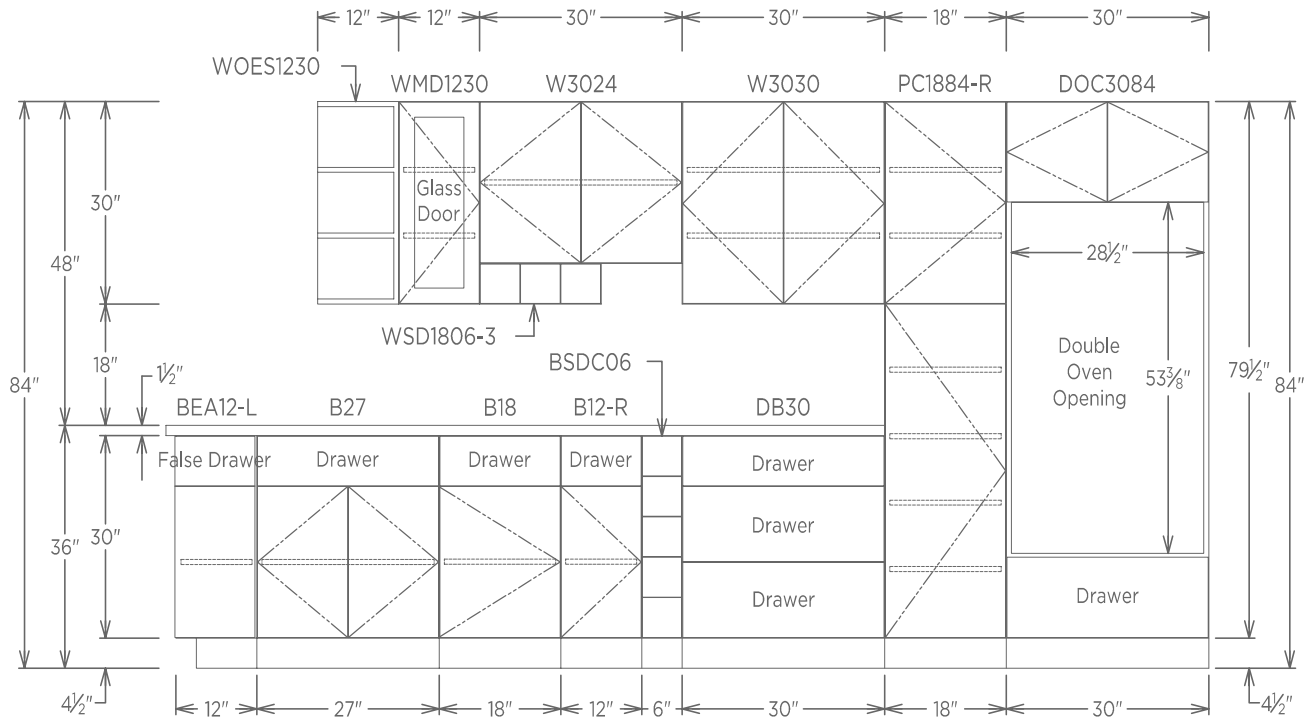 12" 12" 30" 30" 18" 30"
WOES1230
WMD1230 W3024 W3030 PC1884-R DOC3084
30"
Glass
Door
28½"
48"
WSD1806-3
BSDC06
18"
1½"
84"
Double
Oven
Opening
53⅜"
79½"
84"
BEA12-L B27 B18 B12-R DB30
False Drawer Drawer Drawer Drawer Drawer
36"
30"
Drawer
Drawer
Drawer
4½"
12" 27" 18" 12" 6" 30" 18" 30"
4½"